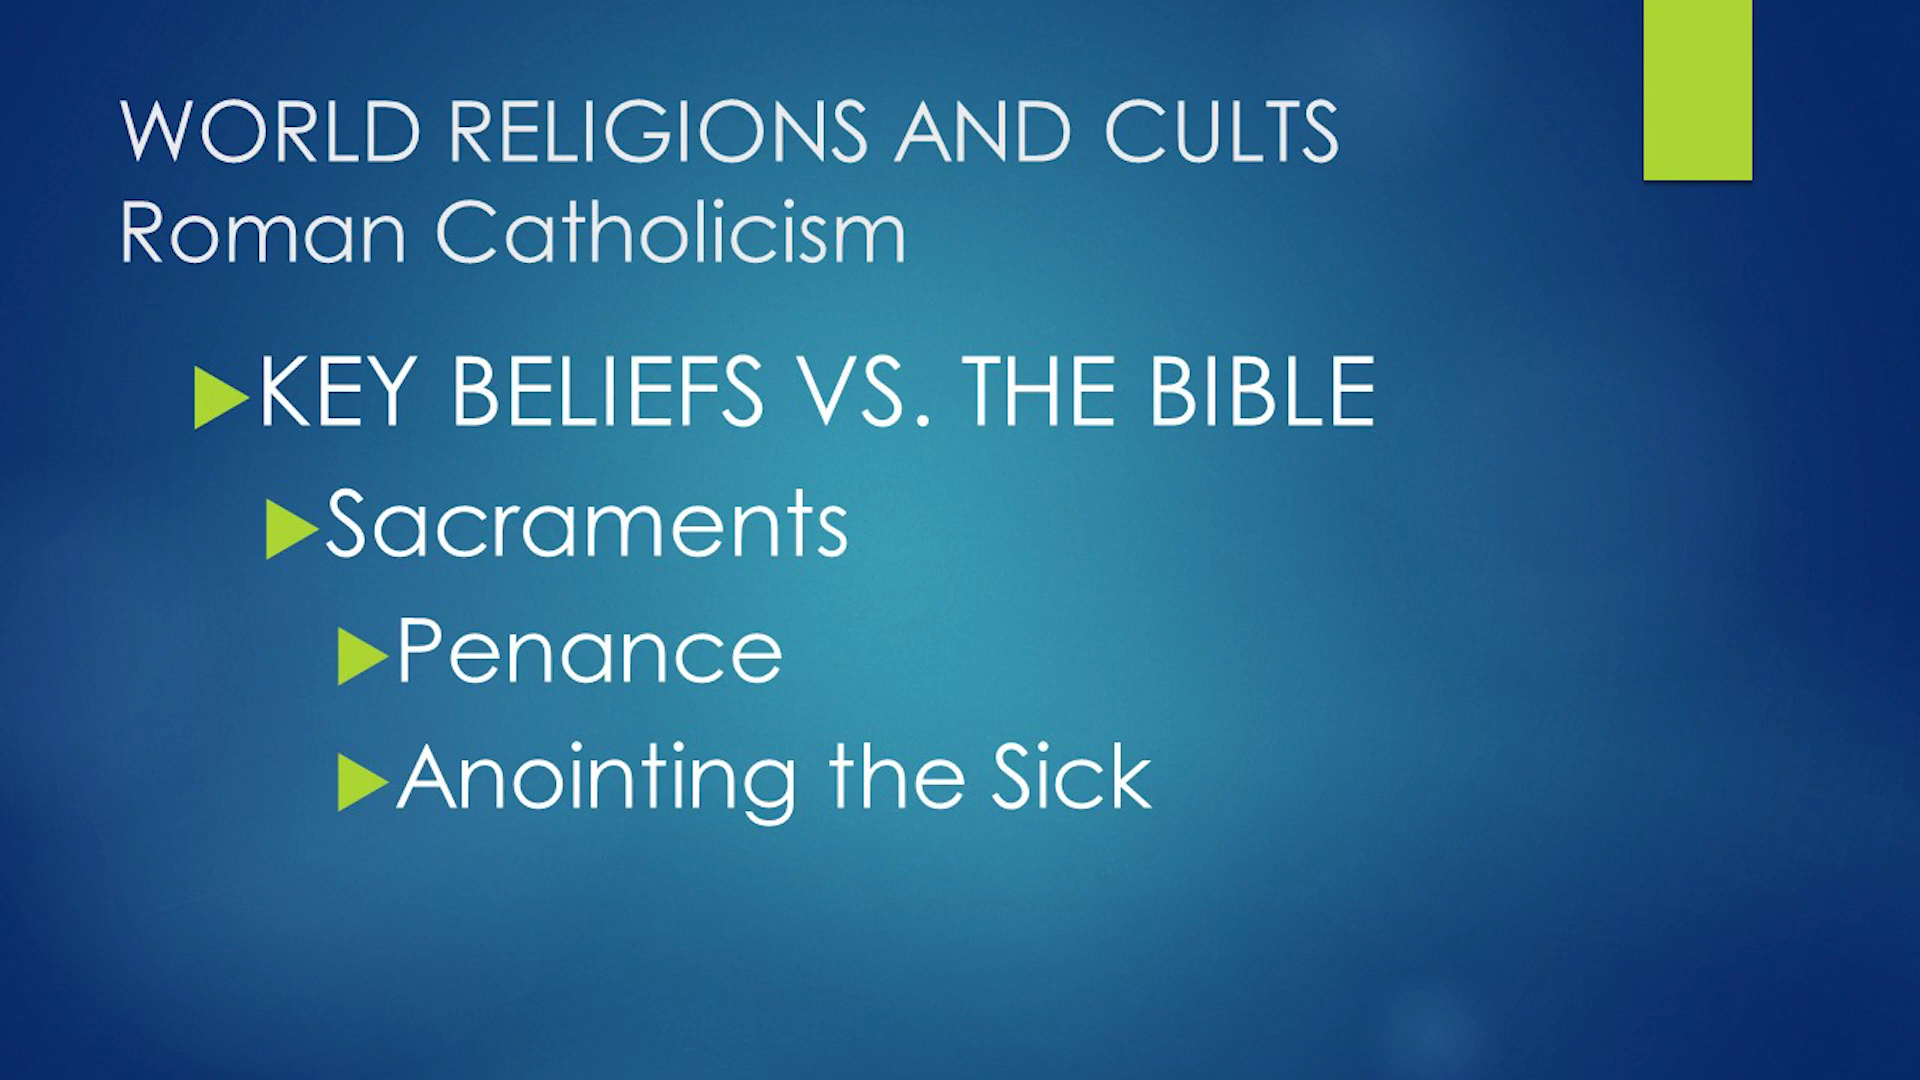 WORLD RELIGIONS AND CULTS
Roman Catholicism
KEY BELIEFS VS. THE BIBLE
Sacraments
Penance
Anointing the Sick